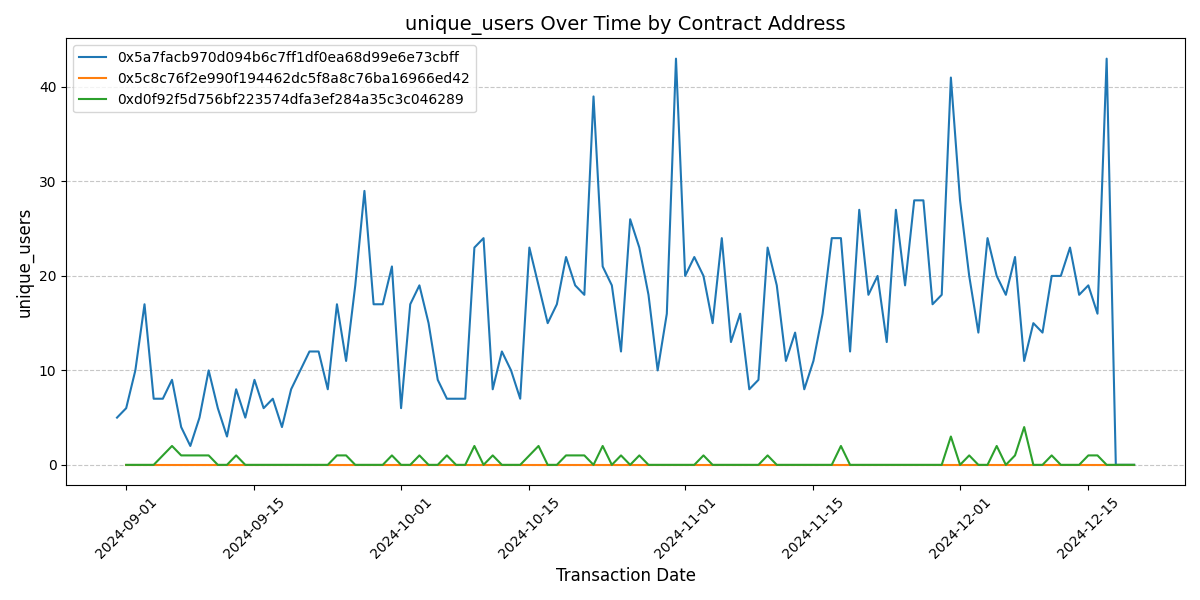 unique_users Over Time by Contract Address
0x5a7facb970d094b6c7ff1df0ea68d99e6e73cbff
0x5c8c76f2e990f194462dc5f8a8c76ba16966ed42
0xd0f92f5d756bf223574dfa3ef284a35c3c046289
unique_users
40
30
20
10
0
2024-09-01
2024-09-15
2024-10-01
2024-10-15
2024-11-01
2024-11-15
2024-12-01
2024-12-15
Transaction Date